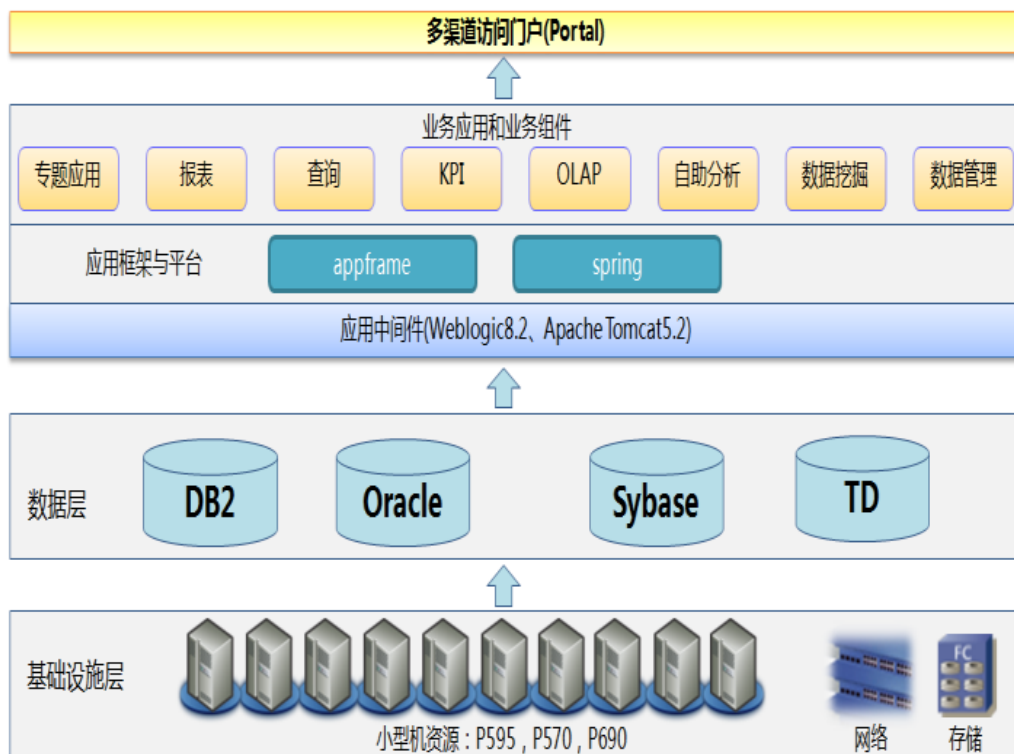 多渠道访问门户(Portal)
业务应用和业务组件
专题应用 报表 查询 KPI OLAP 自助分析 数据挖掘 数据管理
应用框架与平台 appframe spring
应用中间件(Weblogic8.2、Apache Tomcat5.2)
数据层 DB2 Oracle Sybase TD
基础设施层 FC
小型机资源：P595，P570，P690 网络 存储